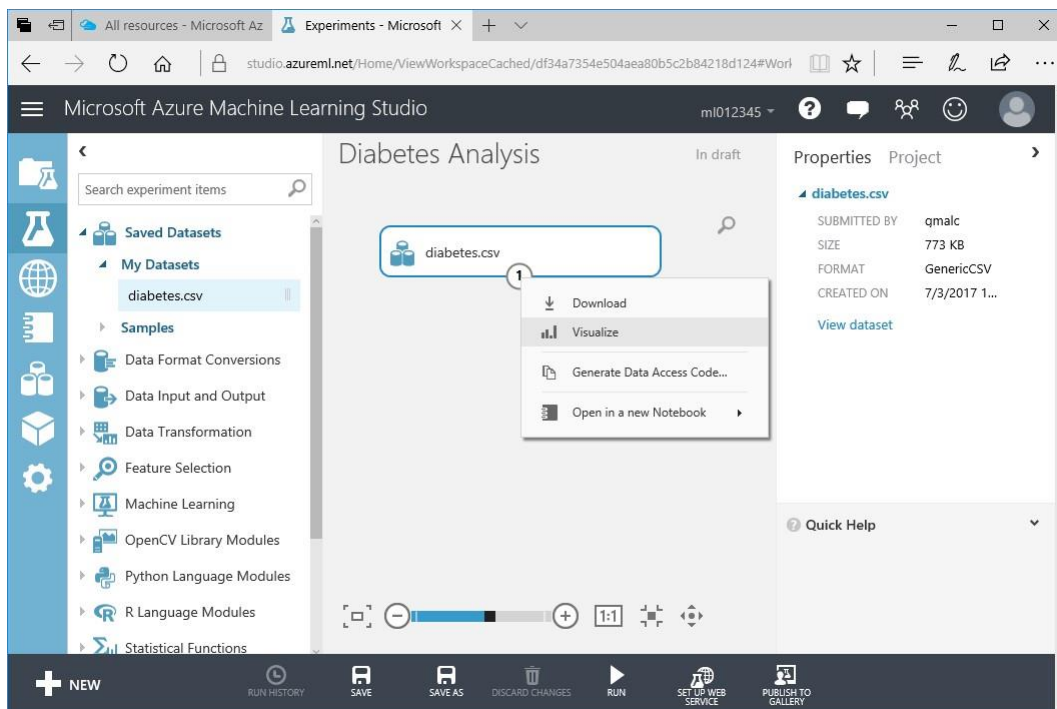 All resources - Microsoft Az
Experiments - Microsoft
studio.azureml.net/Home/ViewWorkspaceCached/df34a7354e504aea80b5c2b84218d124#Work
Microsoft Azure Machine Learning Studio
ml012345
Search experiment items
Saved Datasets
My Datasets
diabetes.csv
Samples
Data Format Conversions
Data Input and Output
Data Transformation
Feature Selection
Machine Learning
OpenCV Library Modules
Python Language Modules
R Language Modules
Statistical Functions
Diabetes Analysis
In draft
diabetes.csv
1
Download
Visualize
Generate Data Access Code...
Open in a new Notebook
1:1
Properties Project
diabetes.csv
SUBMITTED BY qmalc
SIZE 773 KB
FORMAT GenericCSV
CREATED ON 7/3/2017 1...
View dataset
Quick Help
NEW
RUN HISTORY
SAVE
SAVE AS
DISCARD CHANGES
RUN
SET UP WEB
SERVICE
PUBLISH TO
GALLERY